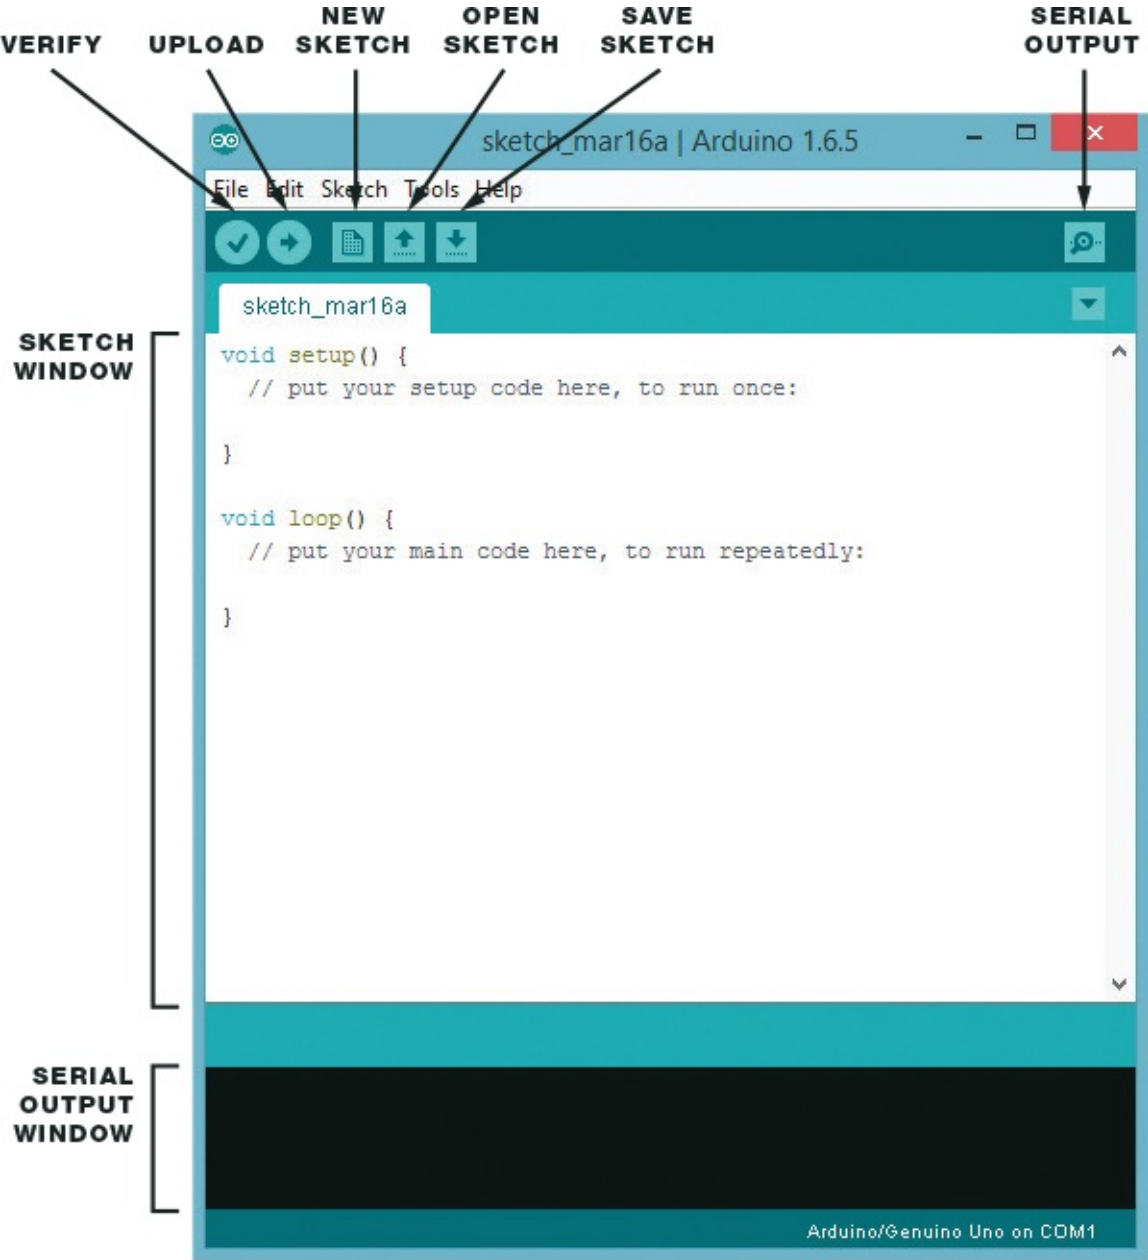 VERIFY
UPLOAD
NEW
SKETCH
OPEN
SKETCH
SAVE
SKETCH
SERIAL
OUTPUT
sketch_mar16a | Arduino 1.6.5
File Edit Sketch Tools Help
sketch_mar16a
SKETCH
WINDOW
void setup() {
  // put your setup code here, to run once:
}
void loop() {
  // put your main code here, to run repeatedly:
}
SERIAL
OUTPUT
WINDOW
Arduino/Genuino Uno on COM1